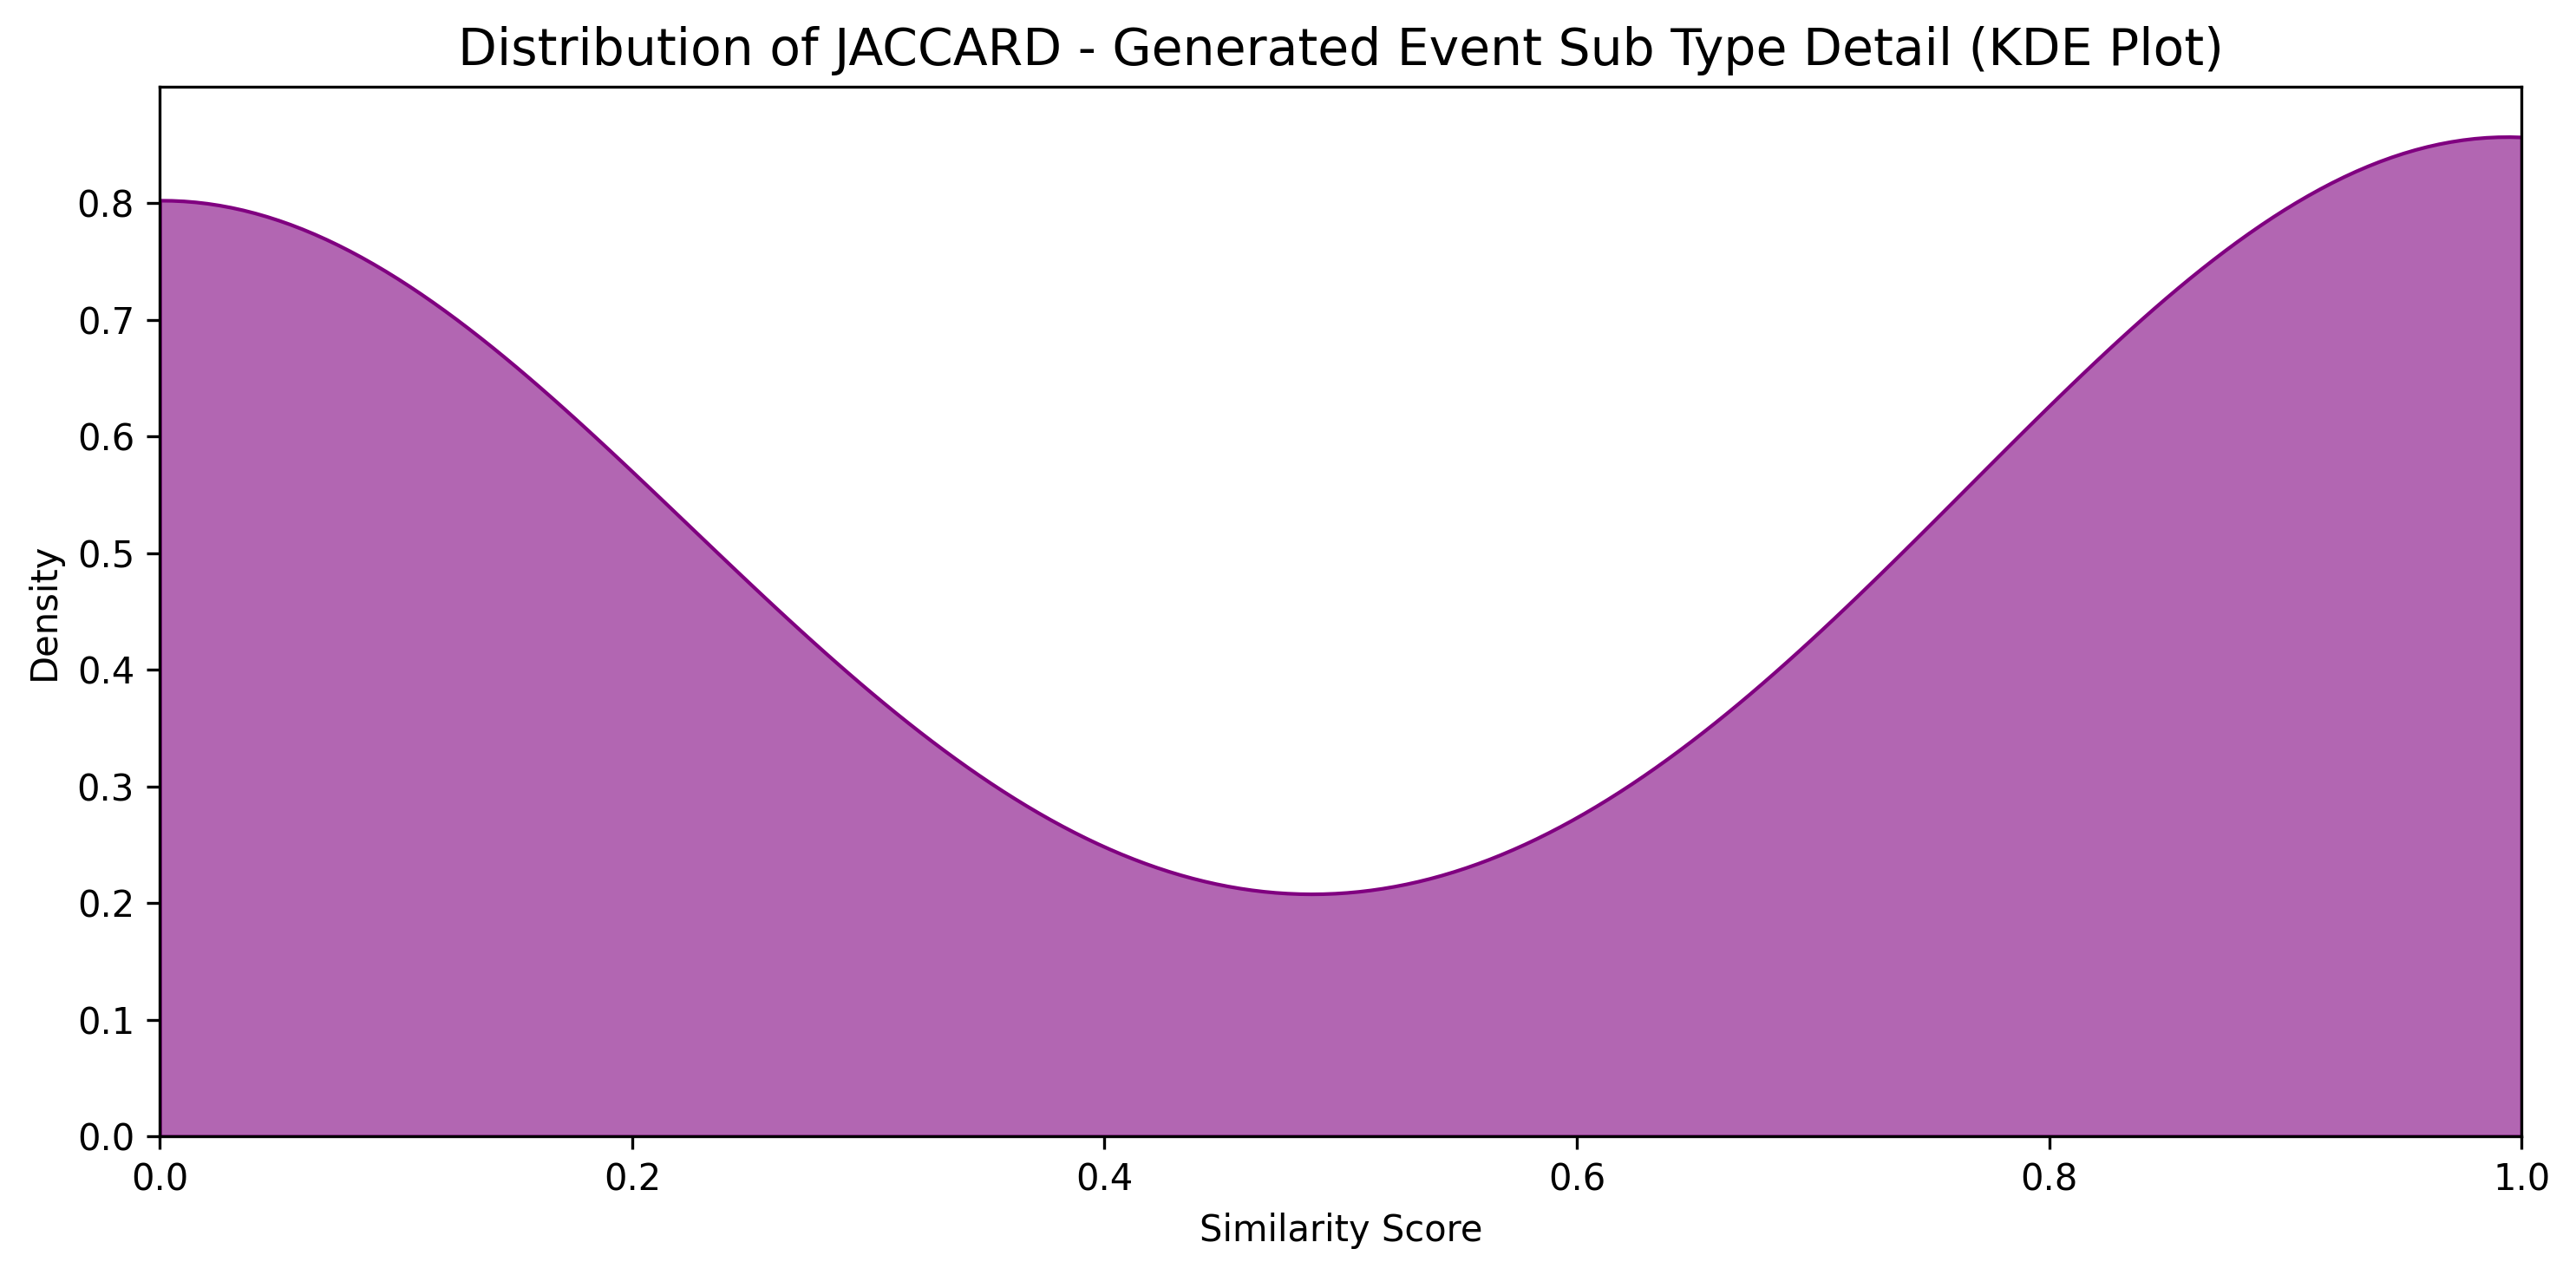 Distribution of JACCARD - Generated Event Sub Type Detail (KDE Plot)
Density
0.8
0.7
0.6
0.5
0.4
0.3
0.2
0.1
0.0
0.0 0.2 0.4 0.6 0.8 1.0
Similarity Score